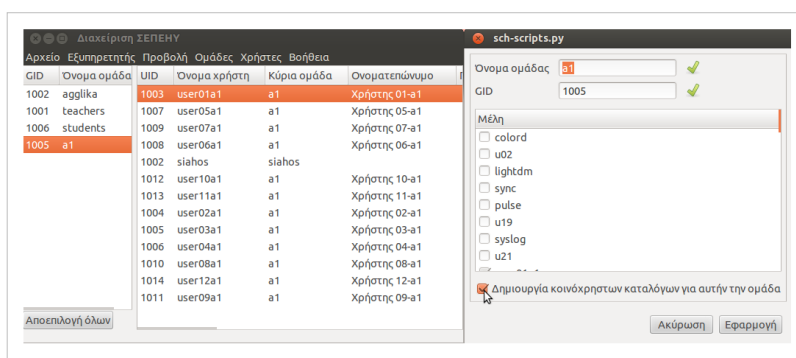 Διαχείριση ΣΕΠΕΗΥ
Αρχείο Εξυπηρετητής Προβολή Ομάδες Χρήστες Βοήθεια
GID Όνομα ομάδα
1002 agglika
1001 teachers
1006 students
1005 a1
Αποεπιλογή όλων
UID Όνομα χρήστη Κύρια ομάδα Ονοματεπώνυμο
1003 user01a1 a1 Χρήστης 01-a1
1007 user05a1 a1 Χρήστης 05-a1
1009 user07a1 a1 Χρήστης 07-a1
1008 user06a1 a1 Χρήστης 06-a1
1002 siahos siahos
1012 user10a1 a1 Χρήστης 10-a1
1013 user11a1 a1 Χρήστης 11-a1
1004 user02a1 a1 Χρήστης 02-a1
1005 user03a1 a1 Χρήστης 03-a1
1006 user04a1 a1 Χρήστης 04-a1
1010 user08a1 a1 Χρήστης 08-a1
1014 user12a1 a1 Χρήστης 12-a1
1011 user09a1 a1 Χρήστης 09-a1
sch-scripts.py
Όνομα ομάδας a1
GID 1005
Μέλη
colord
u02
lightdm
sync
pulse
u19
syslog
u21
Δημιουργία κοινόχρηστων καταλόγων για αυτήν την ομάδα
Ακύρωση Εφαρμογή